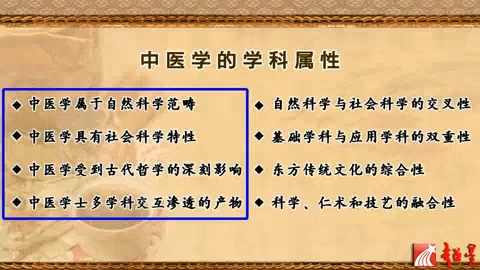 中医学的学科属性
中医学属于自然科学范畴
中医学具有社会科学特性
中医学受到古代哲学的深刻影响
中医学士多学科交互渗透的产物
自然科学与社会科学的交叉性
基础学科与应用学科的双重性
东方传统文化的综合性
科学、仁术和技艺的融合性
超星